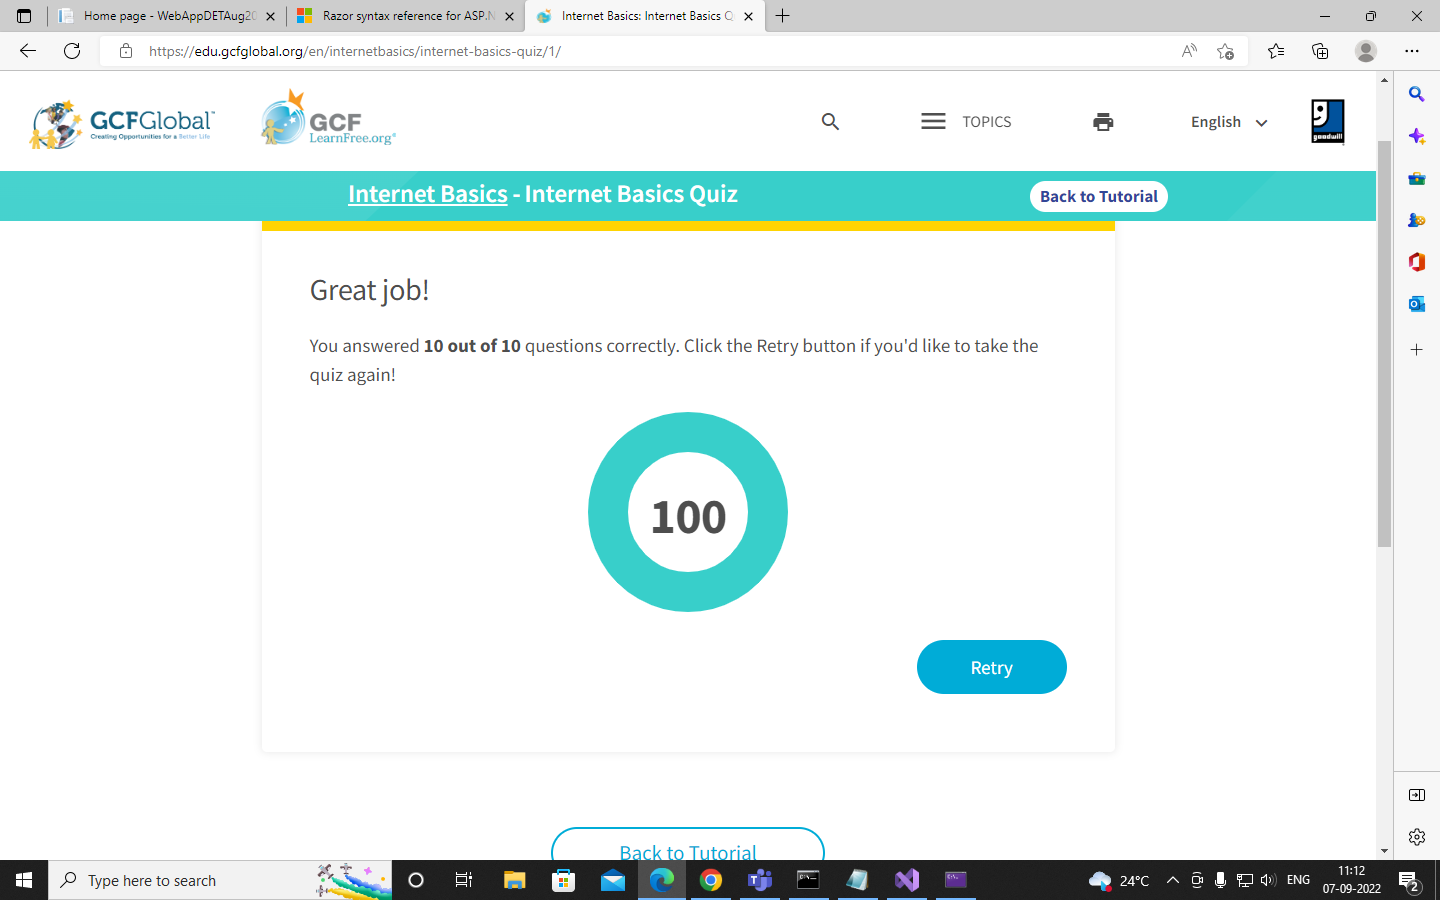 Home page - WebAppDETAug20
Razor syntax reference for ASP.N
Internet Basics: Internet Basics Q
https://edu.gcfglobal.org/en/internetbasics/internet-basics-quiz/1/
GCFGlobal
Creating Opportunities for a Better Life
GCF
LearnFree.org®
TOPICS
English
goodwill
Internet Basics - Internet Basics Quiz
Back to Tutorial
Great job!
You answered 10 out of 10 questions correctly. Click the Retry button if you'd like to take the
quiz again!
100
Retry
Back to Tutorial
Type here to search
24°C
ENG
11:12
07-09-2022
2